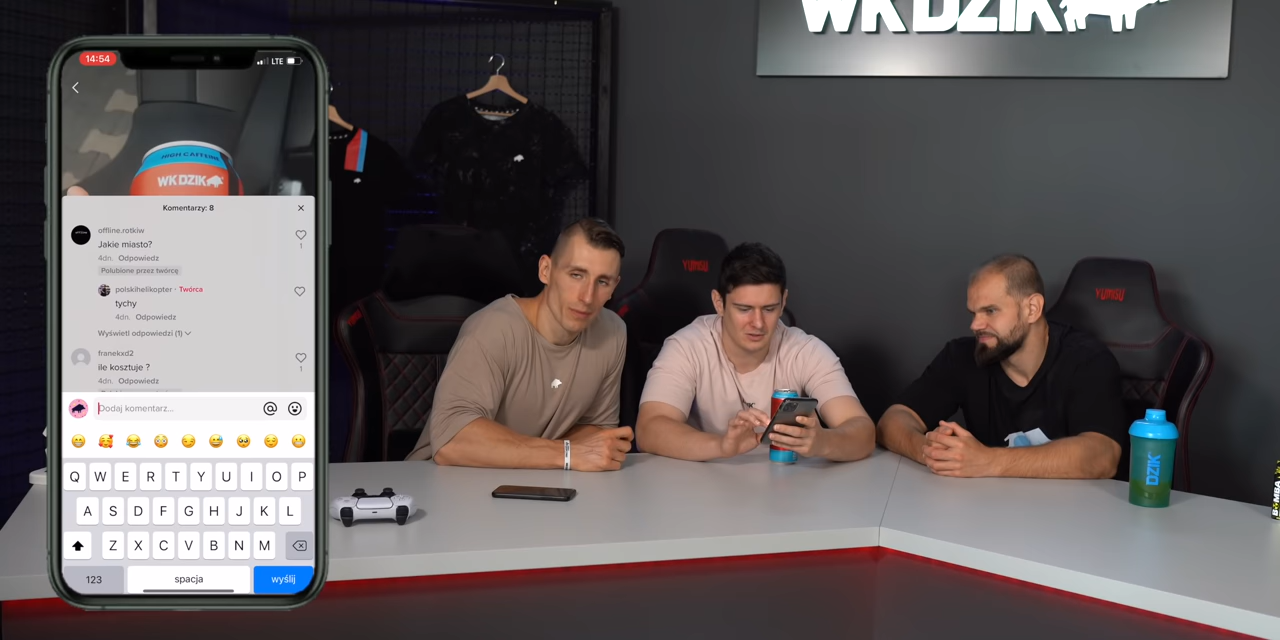 WK DZIK
14:54
LTE
HIGH CAFFEINE
WK DZIK
Komentarzy: 8
offline.rotkiw
Jakie miasto?
4dn. Odpowiedz
1
Polubione przez twórcę
polskihelikopter · Twórca
tychy
4dn. Odpowiedz
Wyświetl odpowiedzi (1)
franekxd2
ile kosztuje ?
4dn. Odpowiedz
1
Dodaj komentarz...
Q W E R T Y U I O P
A S D F G H J K L
Z X C V B N M
123 spacja wyślij
YUMISU
YUMISU
DZIK
BOMBA